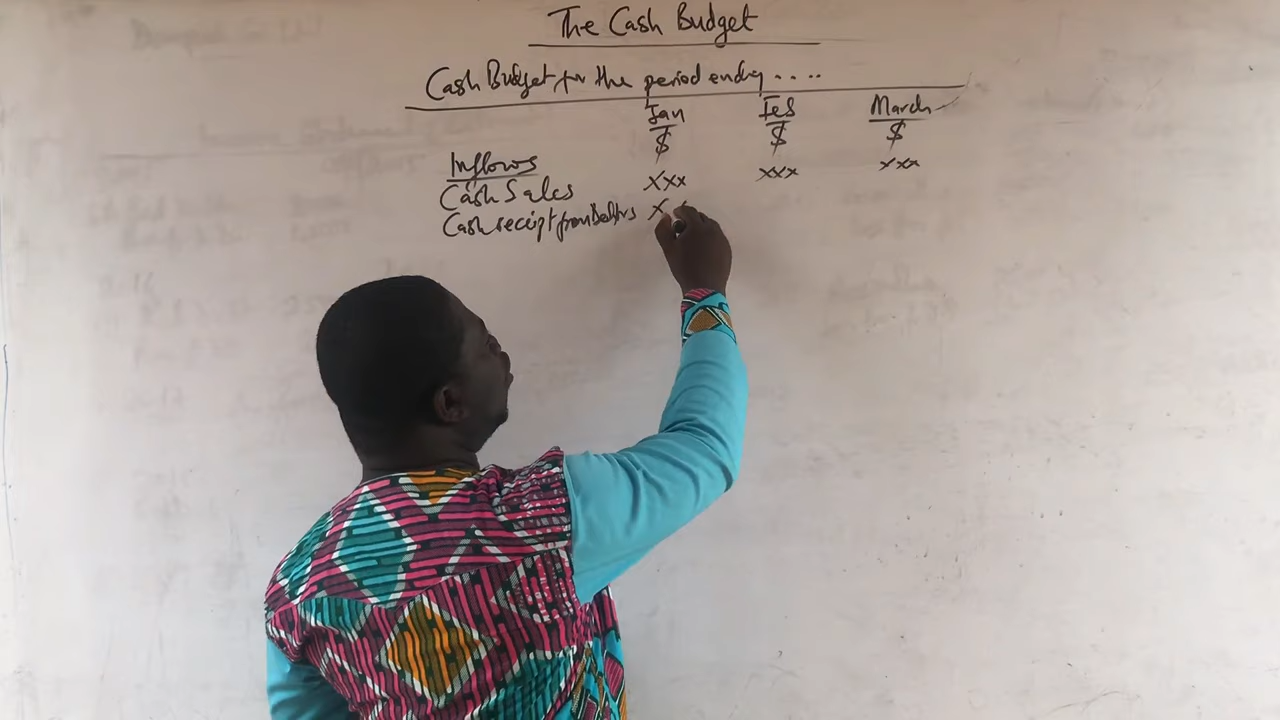 The Cash Budget
Cash Budget for the period ending ....
Jan Feb March
$ $ $
Inflows
Cash Sales xxx xxx xxx
Cash receipt from x